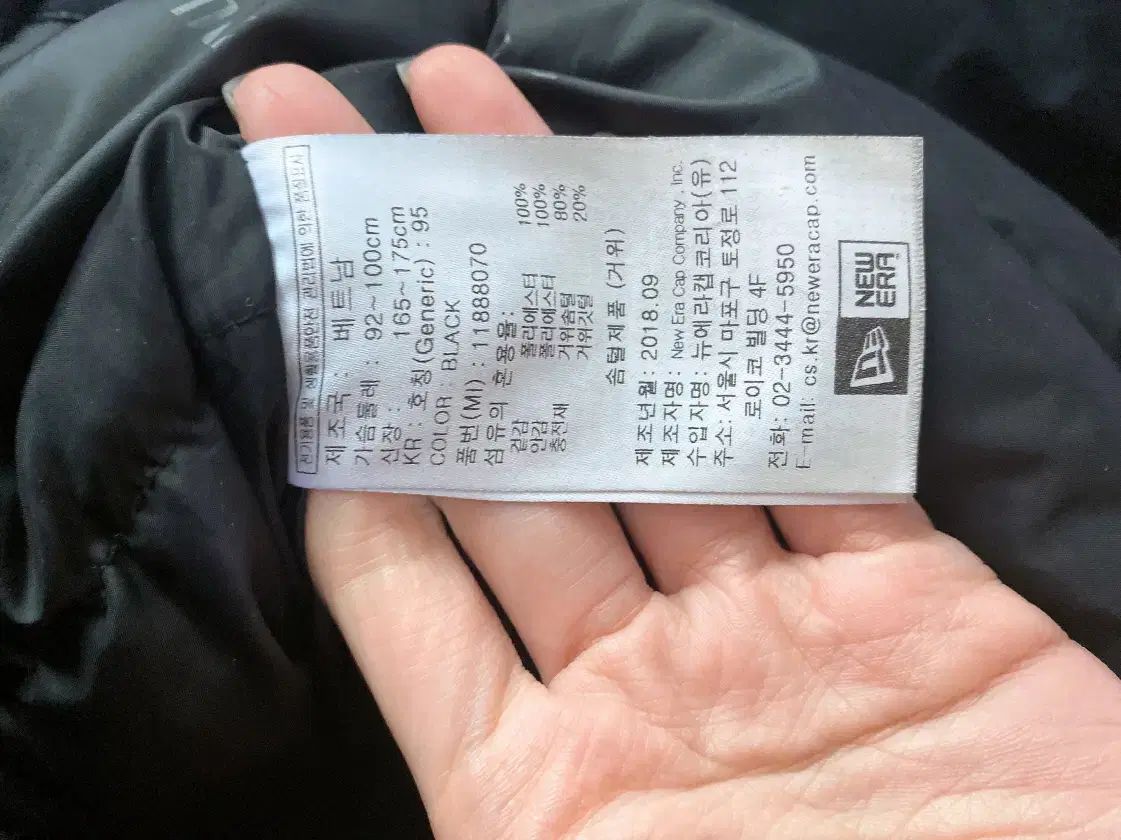 전기용품 및 생활용품안전 관리법에 의한 품질표시
제조국 : 베트남
가슴둘레 : 92~100cm
신장 : 165~175cm
KR : 호칭(Generic) : 95
COLOR : BLACK
품번(MI) : 11888070
섬유의 혼용율 :
겉감 폴리에스터 100%
안감 폴리에스터 100%
충전재 거위솜털 80%
거위깃털 20%
솜털제품 (거위)
제조년월 : 2018.09
제조자명 : New Era Cap Company, Inc.
수입자명 : 뉴에라캡코리아(유)
주소 : 서울시 마포구 토정로 112
로이코 빌딩 4F
전화 : 02-3444-5950
E-mail: cs.kr@neweracap.com
NEW
ERA